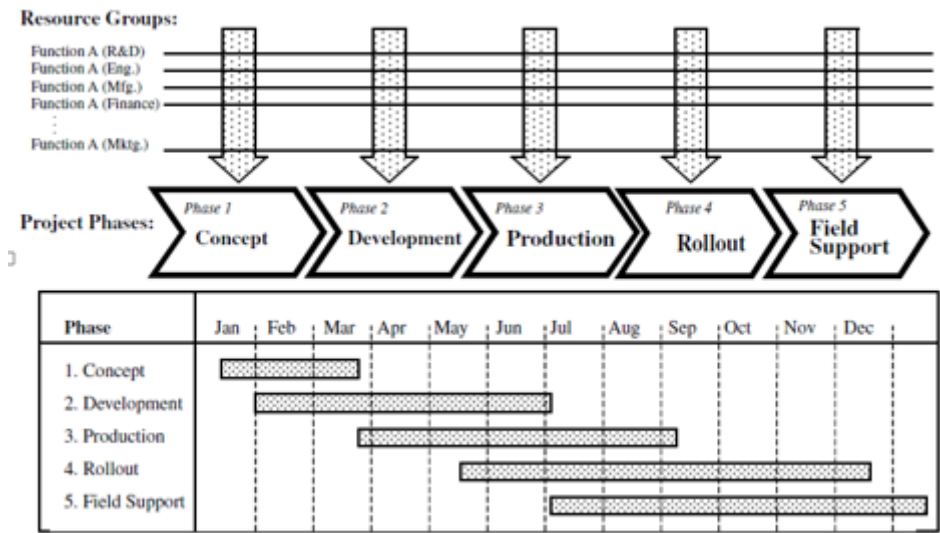 Resource Groups:
Function A (R&D)
Function A (Eng.)
Function A (Mfg.)
Function A (Finance)
Function A (Mktg.)
Project Phases:
Phase 1
Concept
Phase 2
Development
Phase 3
Production
Phase 4
Rollout
Phase 5
Field
Support
Phase Jan Feb Mar Apr May Jun Jul Aug Sep Oct Nov Dec
1. Concept
2. Development
3. Production
4. Rollout
5. Field Support